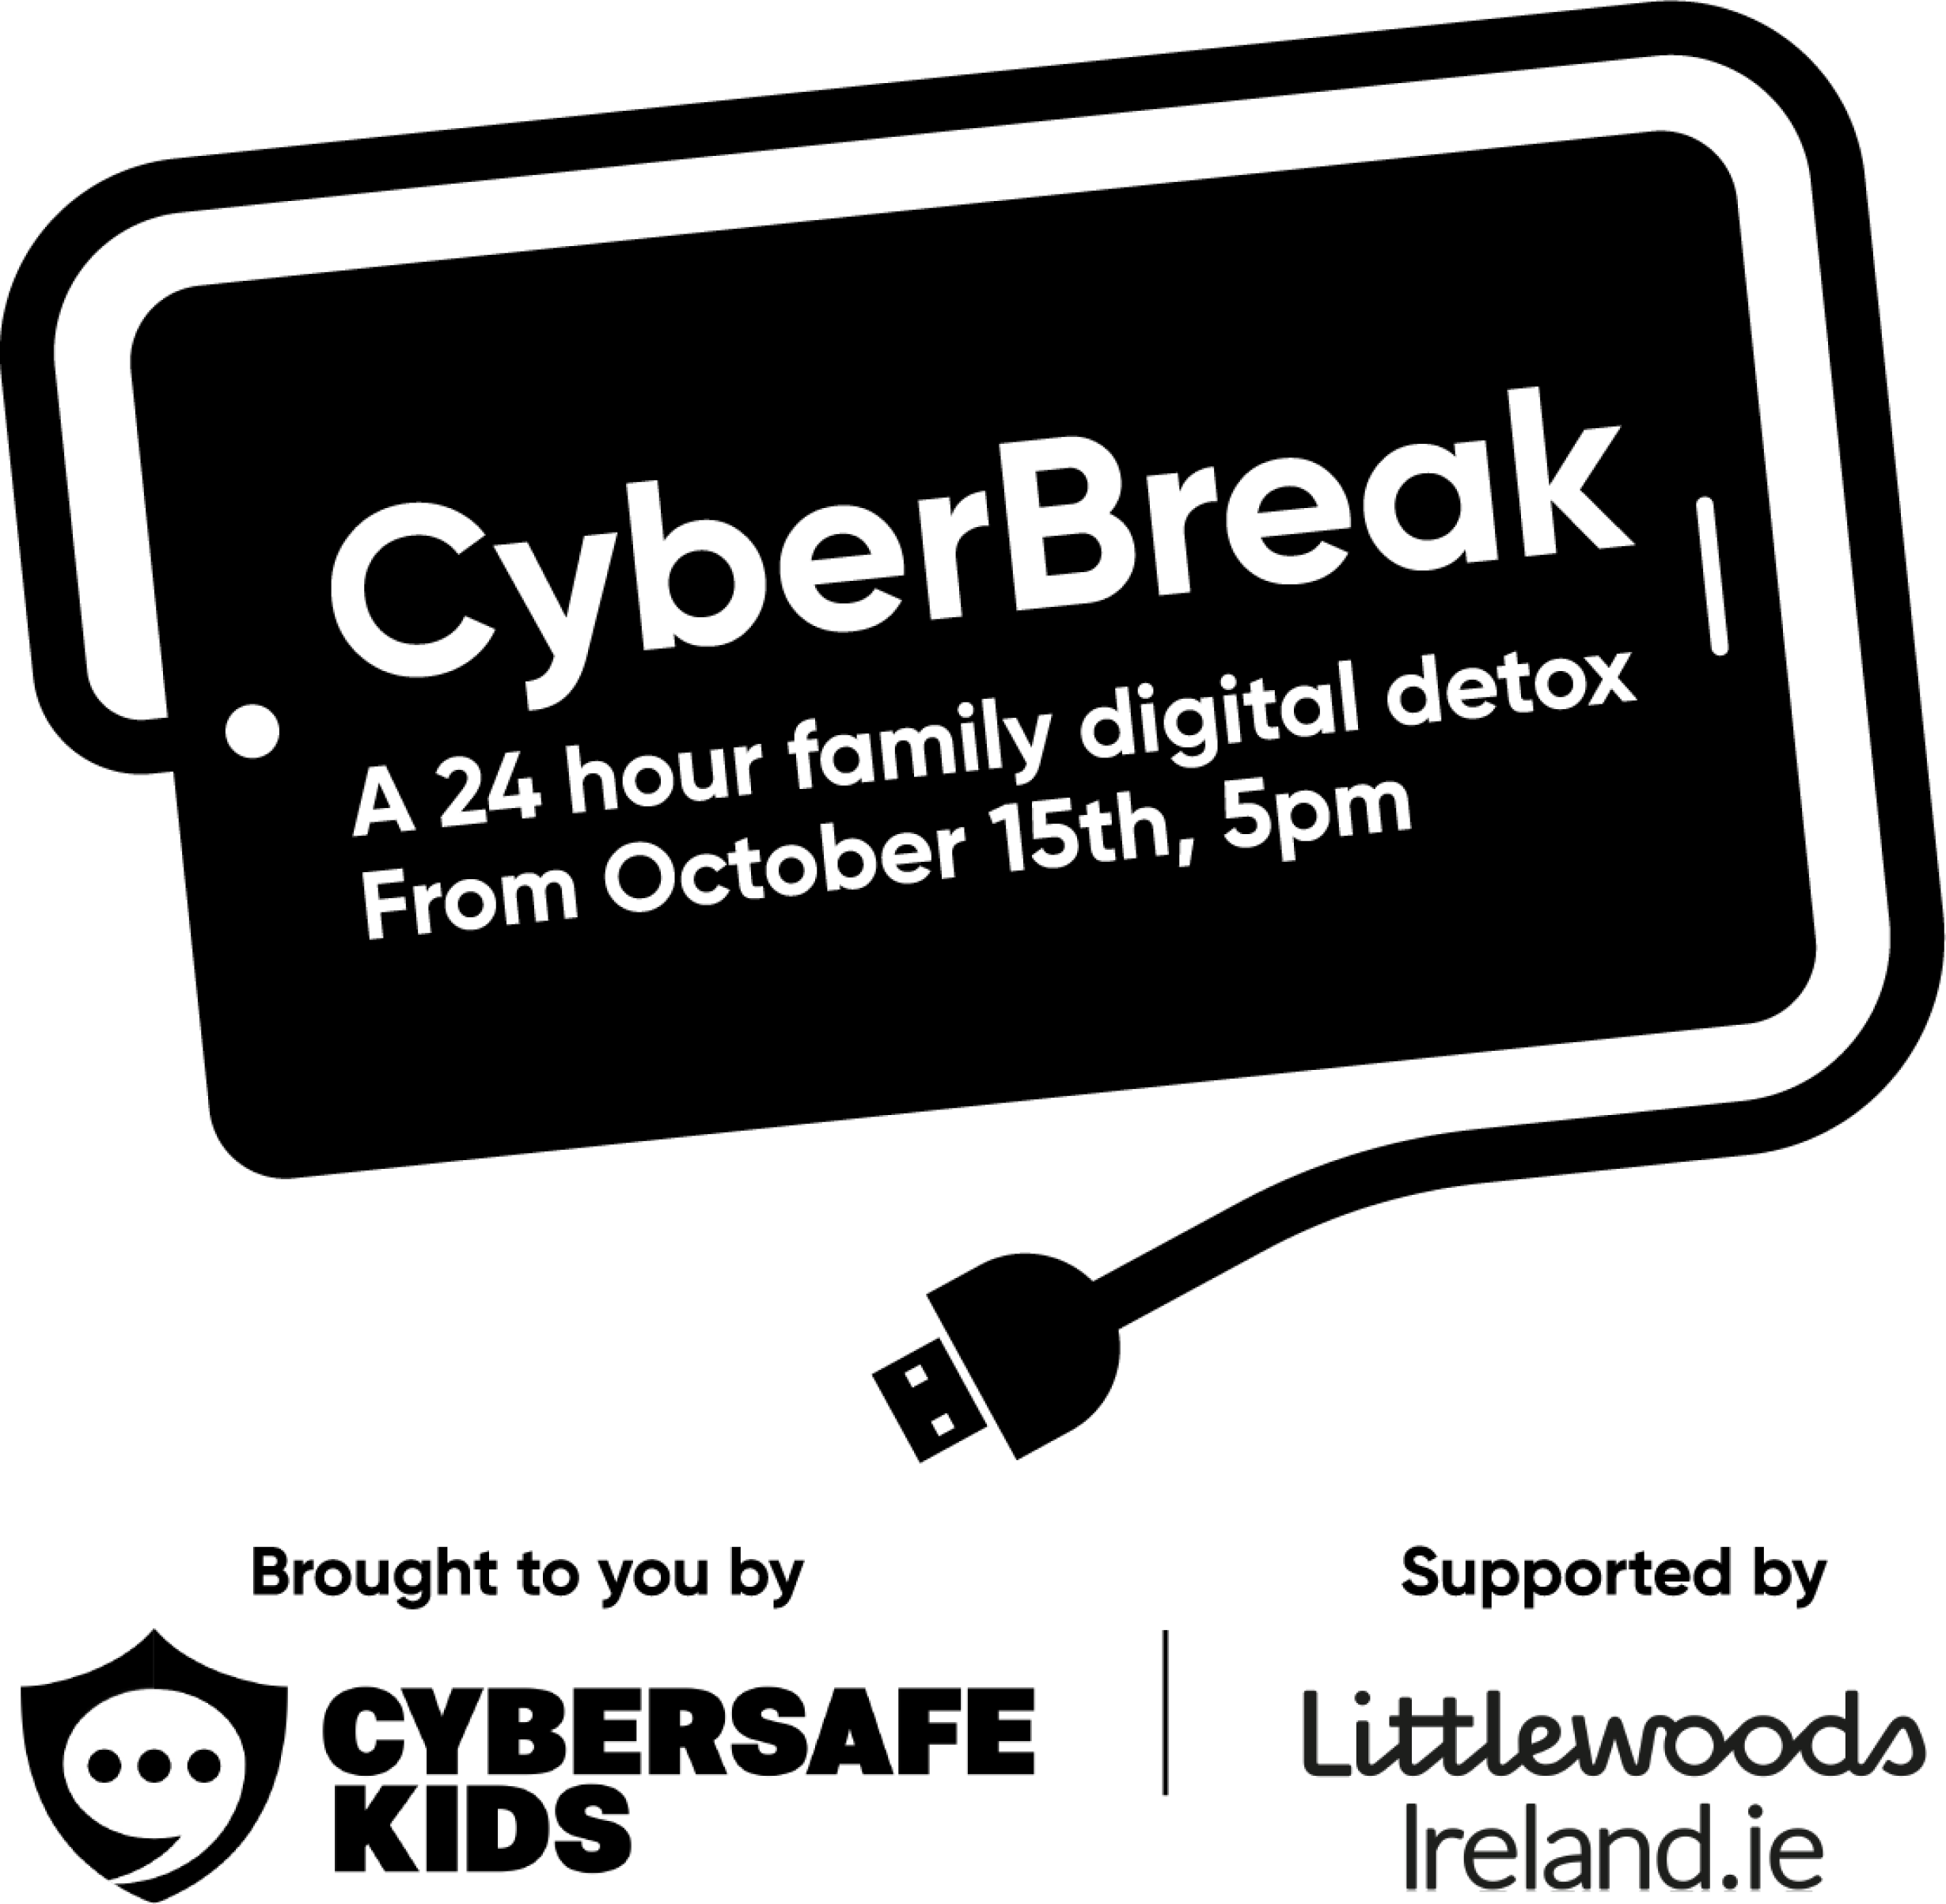 CyberBreak
A 24 hour family digital detox
From October 15th, 5pm
Brought to you by
CYBERSAFE
KIDS
Supported by
Littlewoods
Ireland.ie